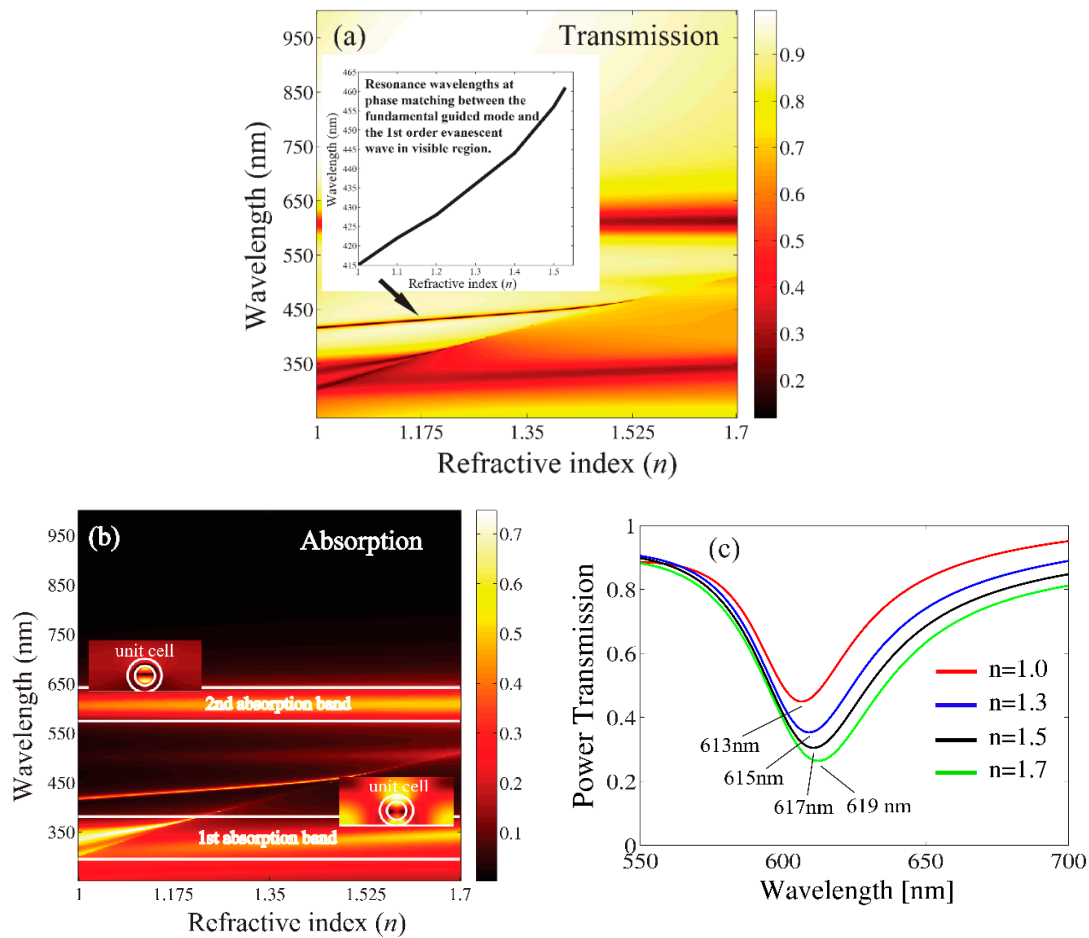 (a)
Transmission
Resonance wavelengths at
phase matching between the
fundamental guided mode and
the 1st order evanescent
wave in visible region.
465
460
455
450
445
440
435
430
425
420
415
Wavelength (nm)
1
1.1
1.2
1.3
1.4
1.5
Refractive index (n)
950
850
750
650
550
450
350
Wavelength (nm)
1
1.175
1.35
1.525
1.7
Refractive index (n)
0.9
0.8
0.7
0.6
0.5
0.4
0.3
0.2
(b)
Absorption
unit cell
2nd absorption band
unit cell
1st absorption band
950
850
750
650
550
450
350
Wavelength (nm)
1
1.175
1.35
1.525
1.7
Refractive index (n)
0.7
0.6
0.5
0.4
0.3
0.2
0.1
(c)
1
0.8
0.6
0.4
0.2
0
Power Transmission
n=1.0
n=1.3
n=1.5
n=1.7
613nm
615nm
617nm
619 nm
550
600
650
700
Wavelength [nm]